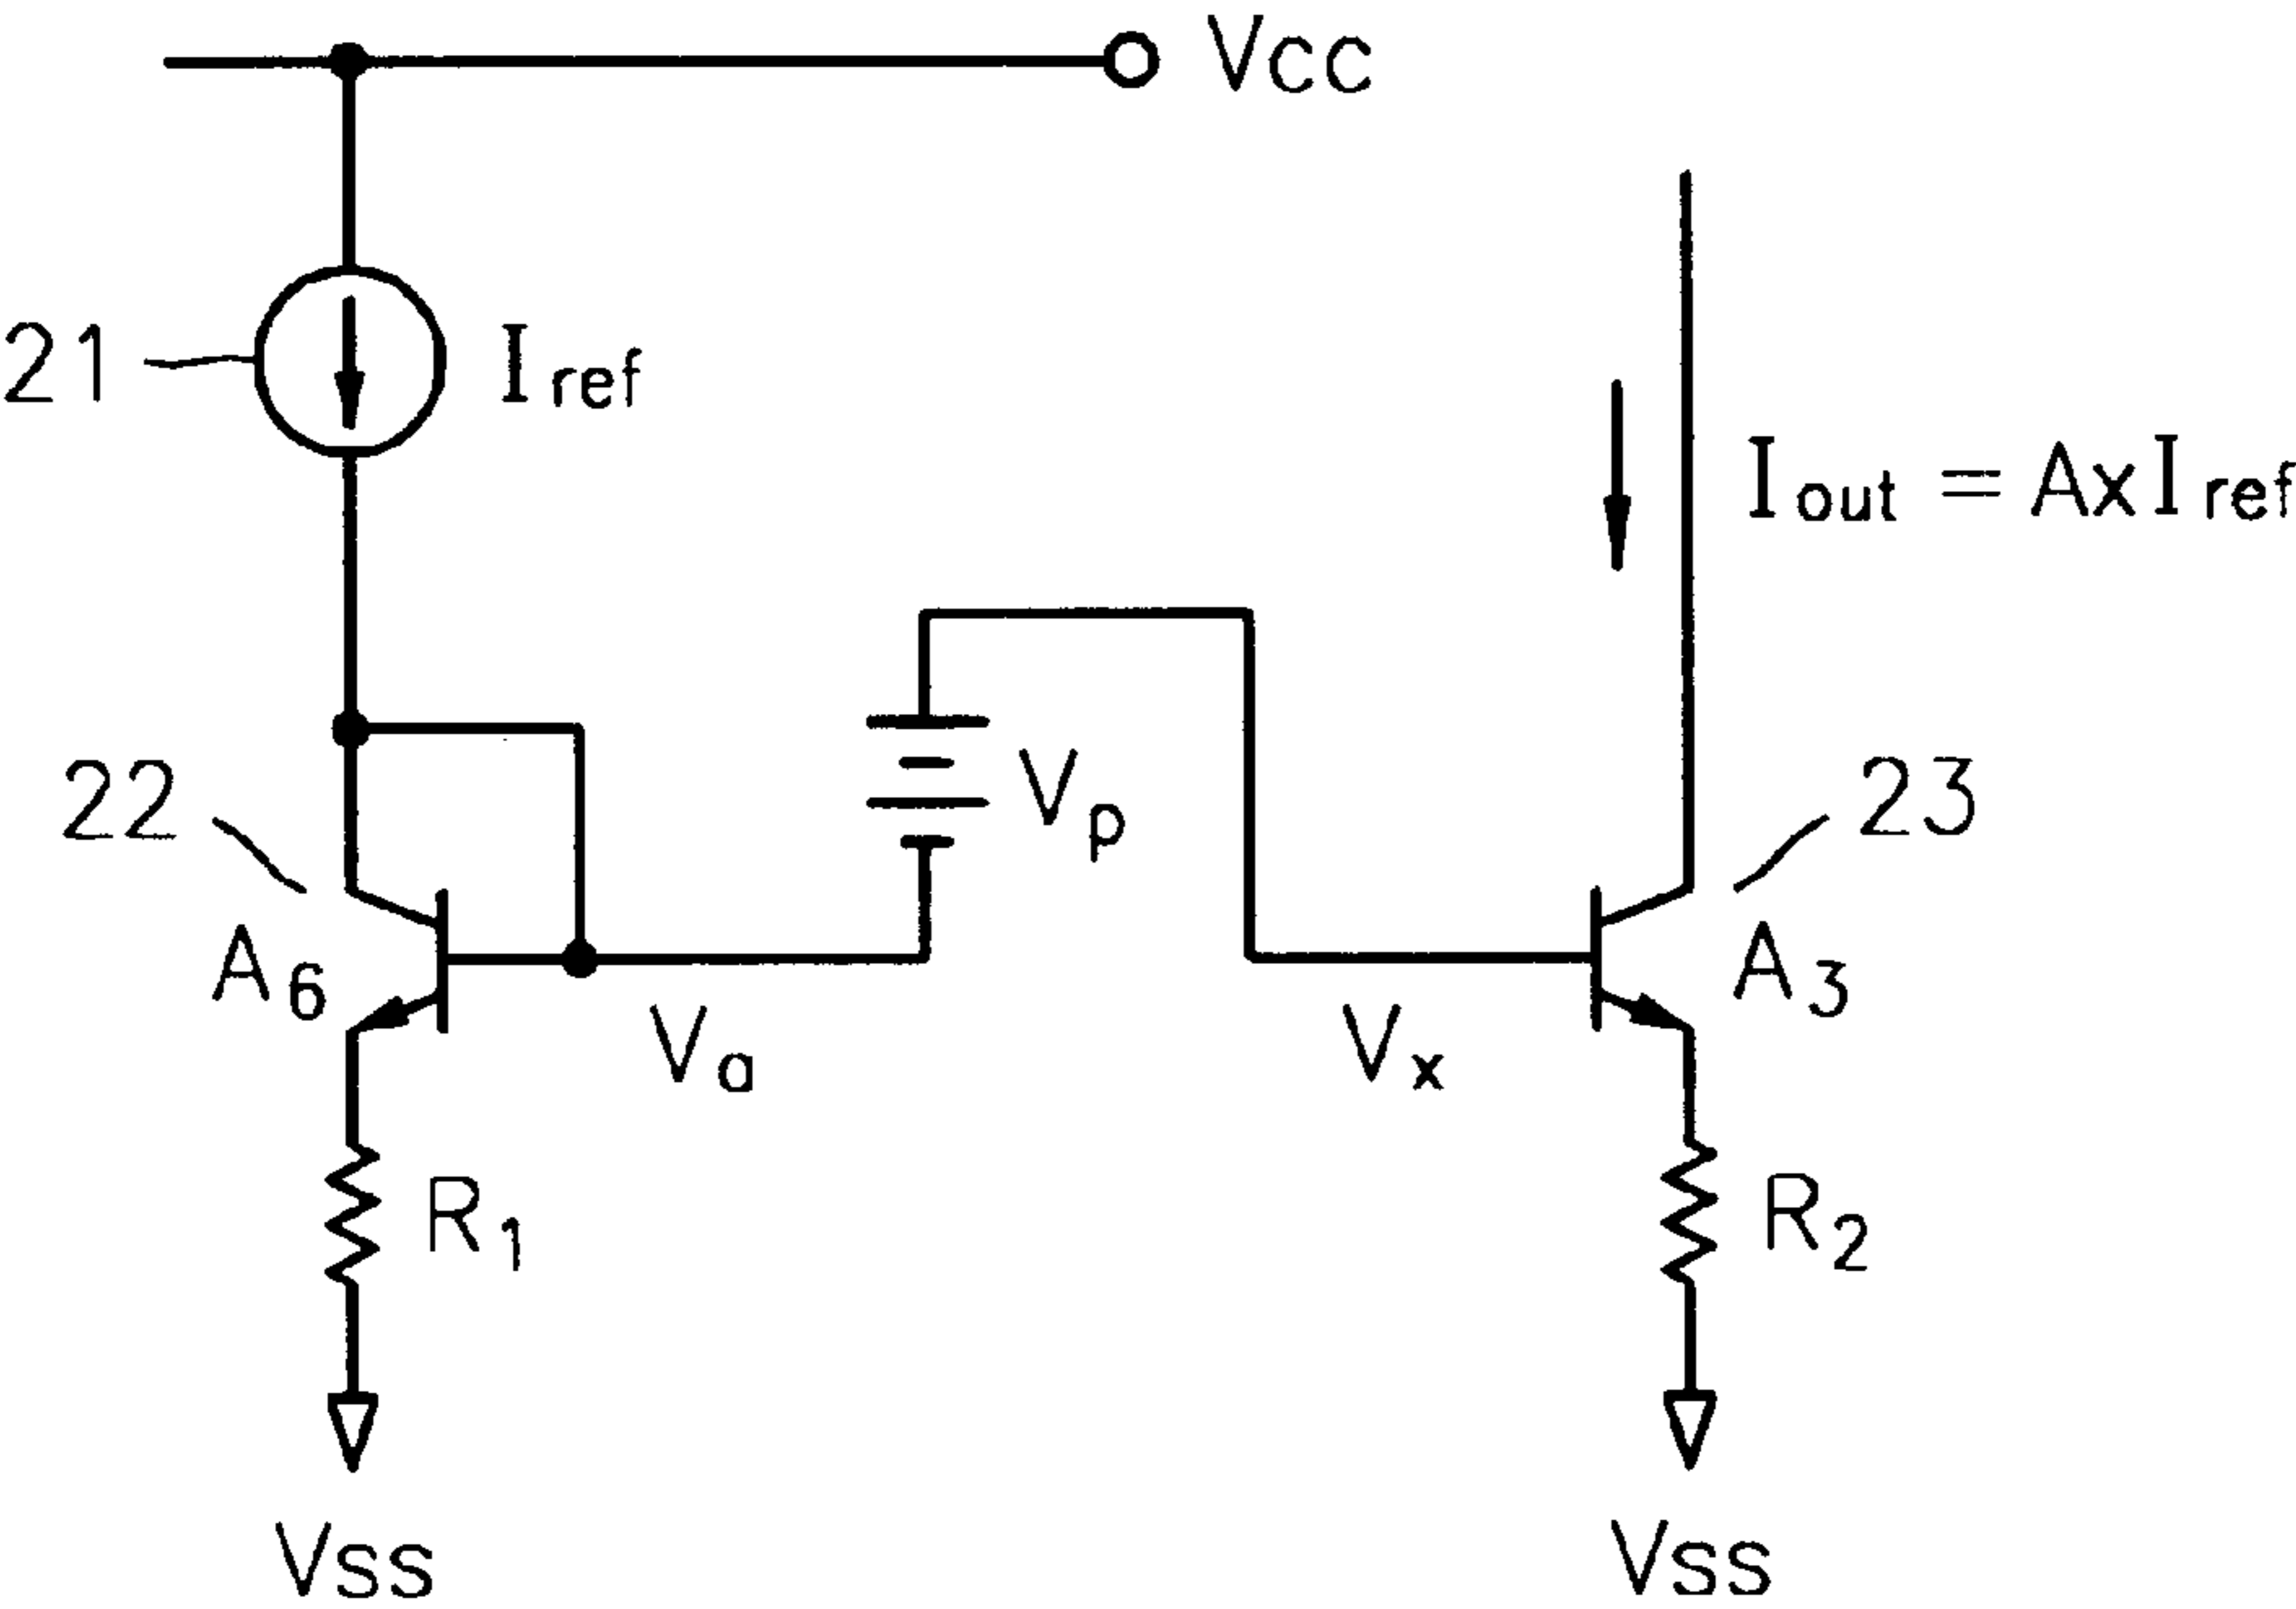 Vcc
21
Iref
Iout = AxIref
22
Vp
23
A6
A3
Va
Vx
R1
R2
Vss
Vss